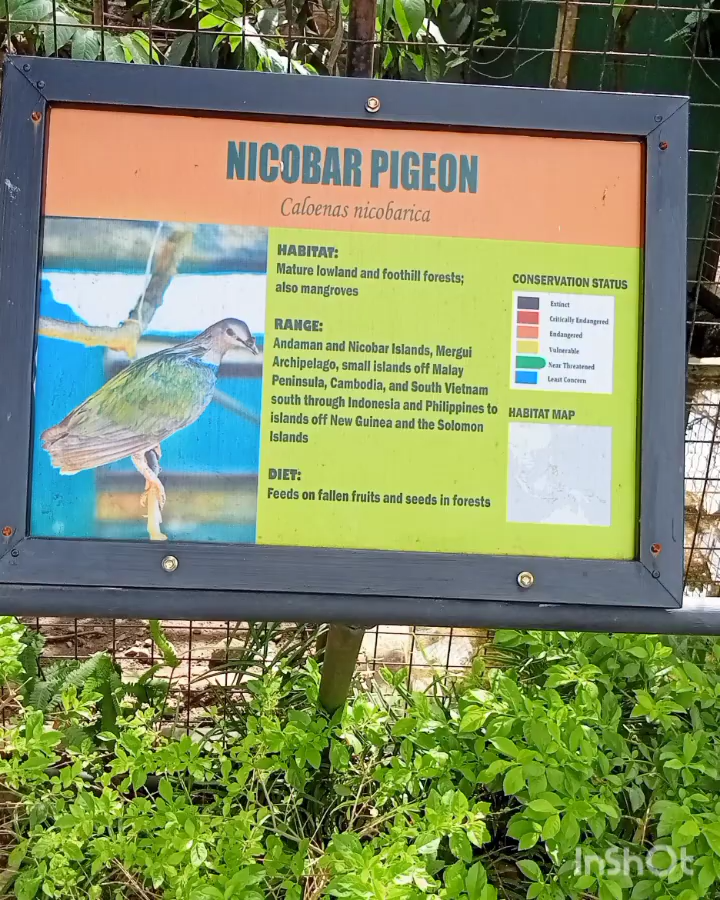 NICOBAR PIGEON
Caloenas nicobarica
HABITAT:
Mature lowland and foothill forests;
also mangroves
RANGE:
Andaman and Nicobar Islands, Mergui
Archipelago, small islands off Malay
Peninsula, Cambodia, and South Vietnam
south through Indonesia and Philippines to
islands off New Guinea and the Solomon
Islands
DIET:
Feeds on fallen fruits and seeds in forests
CONSERVATION STATUS
Extinct
Critically Endangered
Endangered
Vulnerable
Near Threatened
Least Concern
HABITAT MAP
InShOt